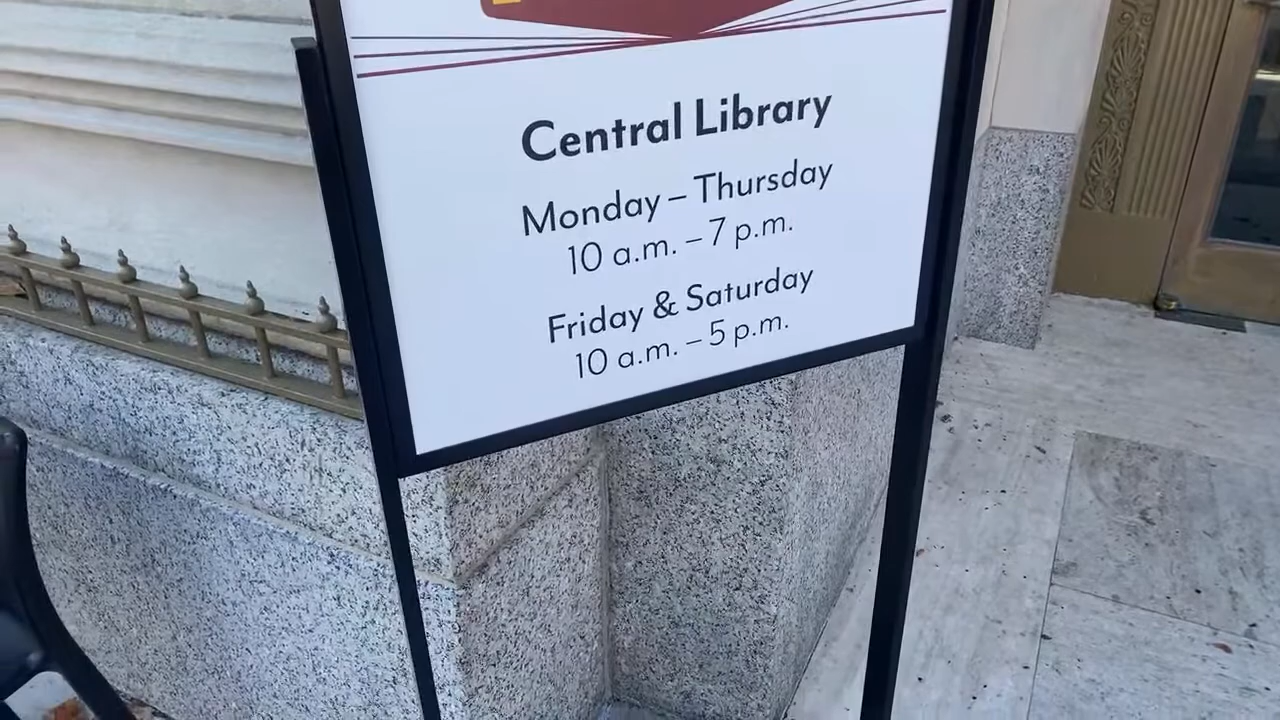 Central Library
Monday – Thursday
10 a.m. – 7 p.m.
Friday & Saturday
10 a.m. – 5 p.m.